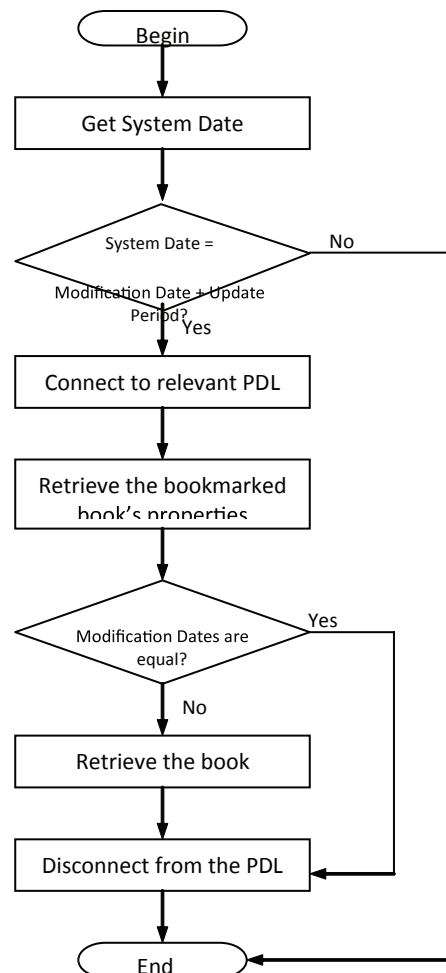 Begin
Get System Date
System Date =
No
Modification Date + Update
Period?
Yes
Connect to relevant PDL
Retrieve the bookmarked
book's properties
Yes
Modification Dates are
equal?
No
Retrieve the book
Disconnect from the PDL
End